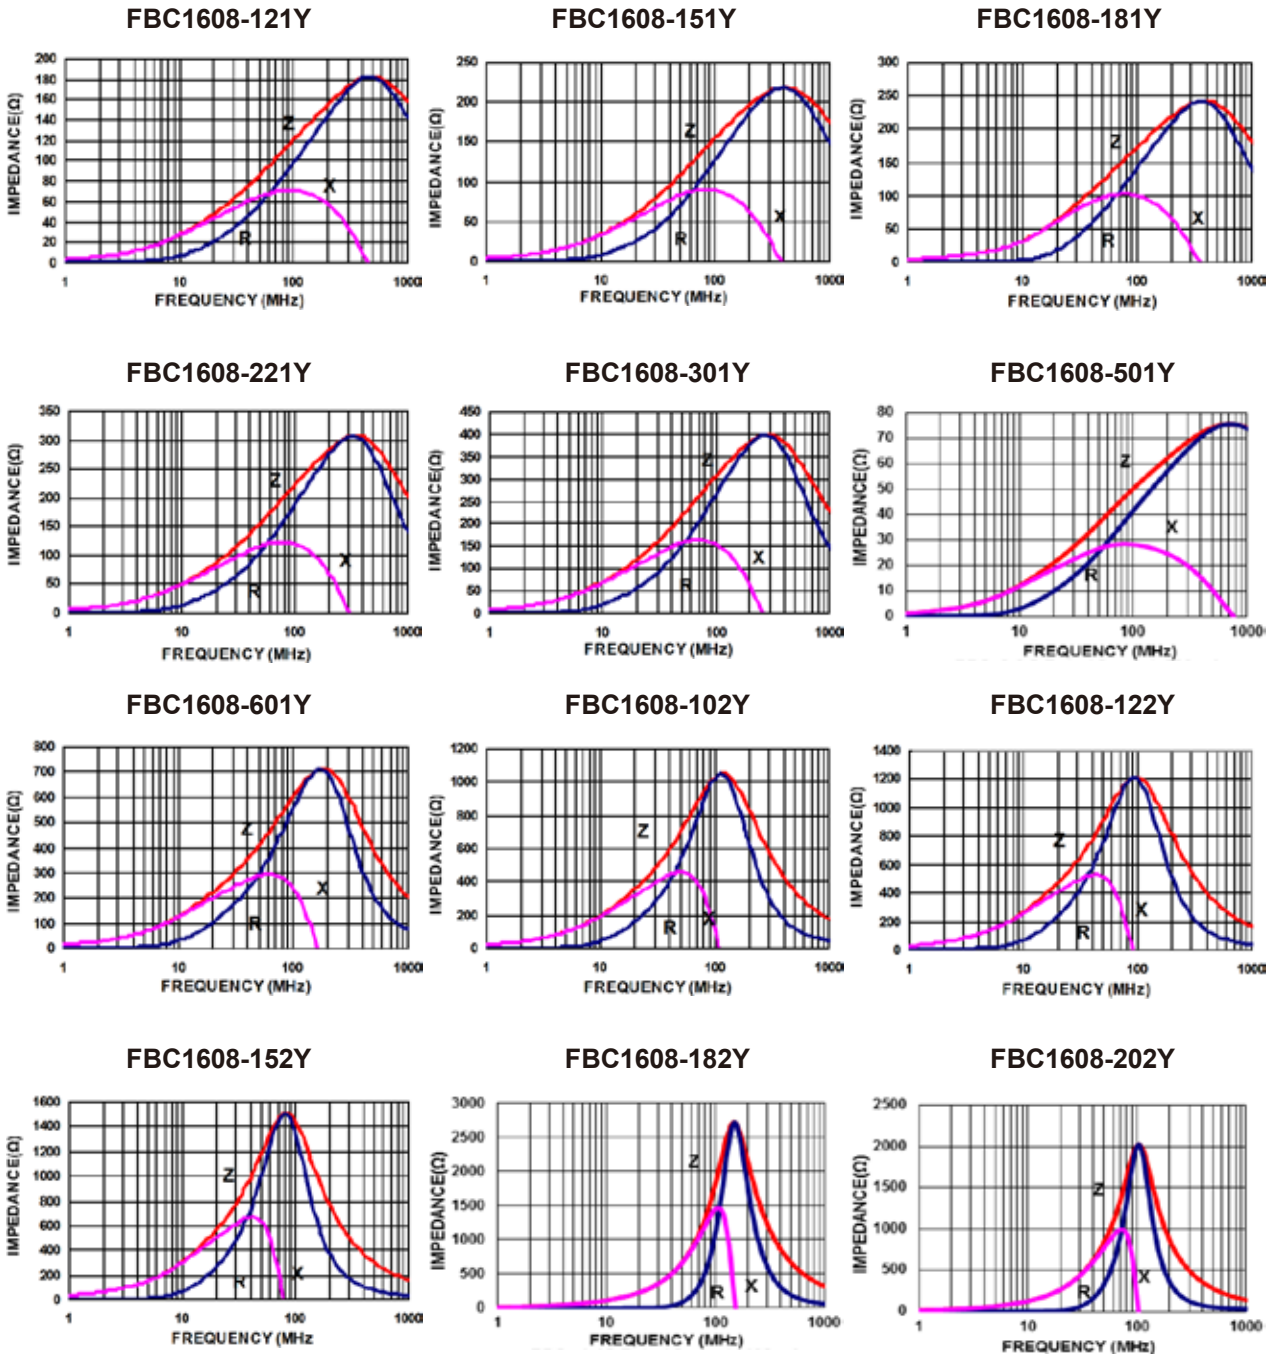 FBC1608-121Y
FBC1608-151Y
FBC1608-181Y
IMPEDANCE(Ω)
200
180
160
140
120
100
80
60
40
20
0
Z
X
R
1
10
100
1000
FREQUENCY (MHz)
IMPEDANCE(Ω)
250
200
150
100
50
0
Z
X
R
1
10
100
1000
FREQUENCY (MHz)
IMPEDANCE(Ω)
300
250
200
150
100
50
0
Z
X
R
1
10
100
1000
FREQUENCY (MHz)
FBC1608-221Y
FBC1608-301Y
FBC1608-501Y
IMPEDANCE(Ω)
350
300
250
200
150
100
50
0
Z
X
R
1
10
100
1000
FREQUENCY (MHz)
IMPEDANCE(Ω)
450
400
350
300
250
200
150
100
50
0
Z
X
R
1
10
100
1000
FREQUENCY (MHz)
IMPEDANCE(Ω)
80
70
60
50
40
30
20
10
0
Z
X
R
1
10
100
1000
FREQUENCY (MHz)
FBC1608-601Y
FBC1608-102Y
FBC1608-122Y
IMPEDANCE(Ω)
800
700
600
500
400
300
200
100
0
Z
X
R
1
10
100
1000
FREQUENCY (MHz)
IMPEDANCE(Ω)
1200
1000
800
600
400
200
0
Z
X
R
1
10
100
1000
FREQUENCY (MHz)
IMPEDANCE(Ω)
1400
1200
1000
800
600
400
200
0
Z
X
R
1
10
100
1000
FREQUENCY (MHz)
FBC1608-152Y
FBC1608-182Y
FBC1608-202Y
IMPEDANCE(Ω)
1600
1400
1200
1000
800
600
400
200
0
Z
X
R
1
10
100
1000
FREQUENCY (MHz
IMPEDANCE(Ω)
3000
2500
2000
1500
1000
500
0
Z
X
R
1
10
100
1000
FREQUENCY (MHz)
IMPEDANCE(Ω)
2500
2000
1500
1000
500
0
Z
X
R
1
10
100
1000
FREQUENCY (MHz)